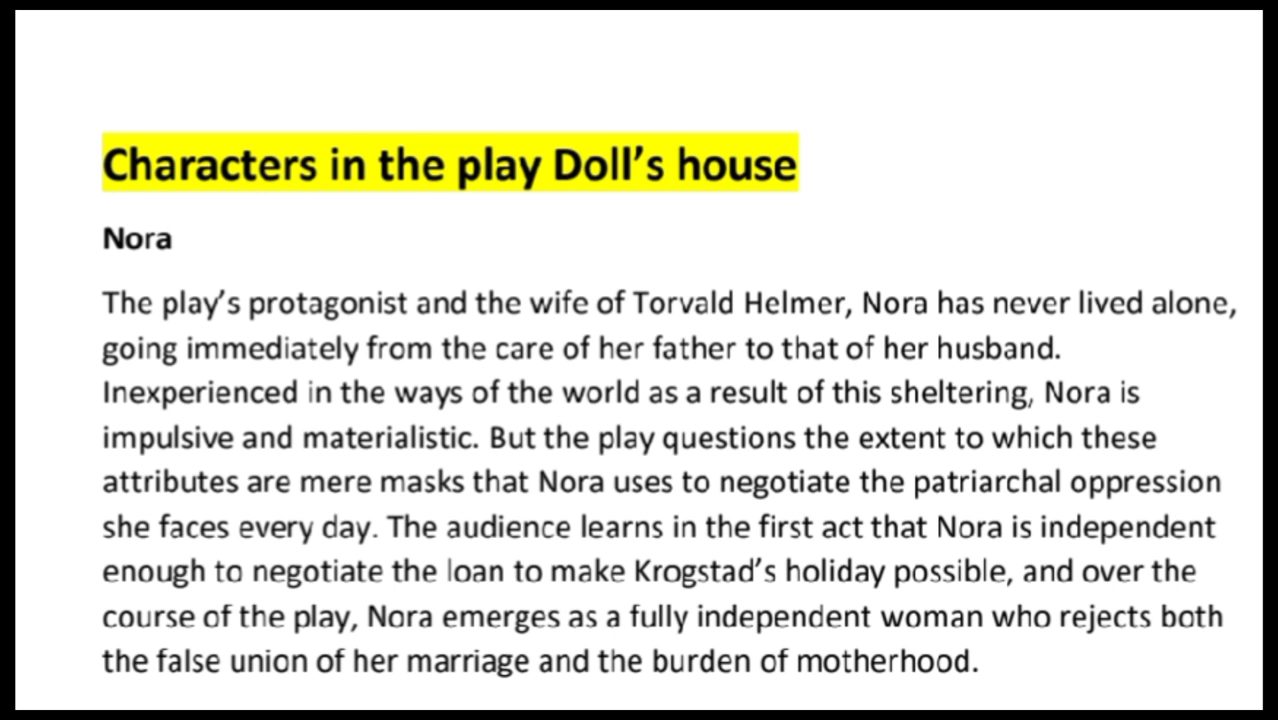 Characters in the play Doll's house
Nora
The play's protagonist and the wife of Torvald Helmer, Nora has never lived alone,
going immediately from the care of her father to that of her husband.
Inexperienced in the ways of the world as a result of this sheltering, Nora is
impulsive and materialistic. But the play questions the extent to which these
attributes are mere masks that Nora uses to negotiate the patriarchal oppression
she faces every day. The audience learns in the first act that Nora is independent
enough to negotiate the loan to make Krogstad's holiday possible, and over the
course of the play, Nora emerges as a fully independent woman who rejects both
the false union of her marriage and the burden of motherhood.